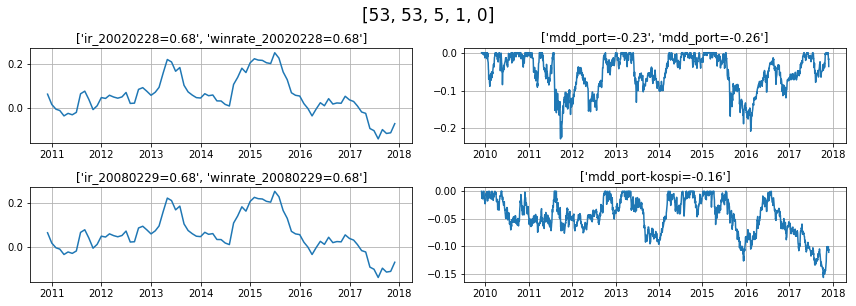 [53, 53, 5, 1, 0]
['ir_20020228=0.68', 'winrate_20020228=0.68']
0.2
0.0
2011 2012 2013 2014 2015 2016 2017 2018
['mdd_port=-0.23', 'mdd_port=-0.26']
0.0
−0.1
−0.2
2010 2011 2012 2013 2014 2015 2016 2017 2018
['ir_20080229=0.68', 'winrate_20080229=0.68']
0.2
0.0
2011 2012 2013 2014 2015 2016 2017 2018
['mdd_port-kospi=-0.16']
0.00
−0.05
−0.10
−0.15
2010 2011 2012 2013 2014 2015 2016 2017 2018